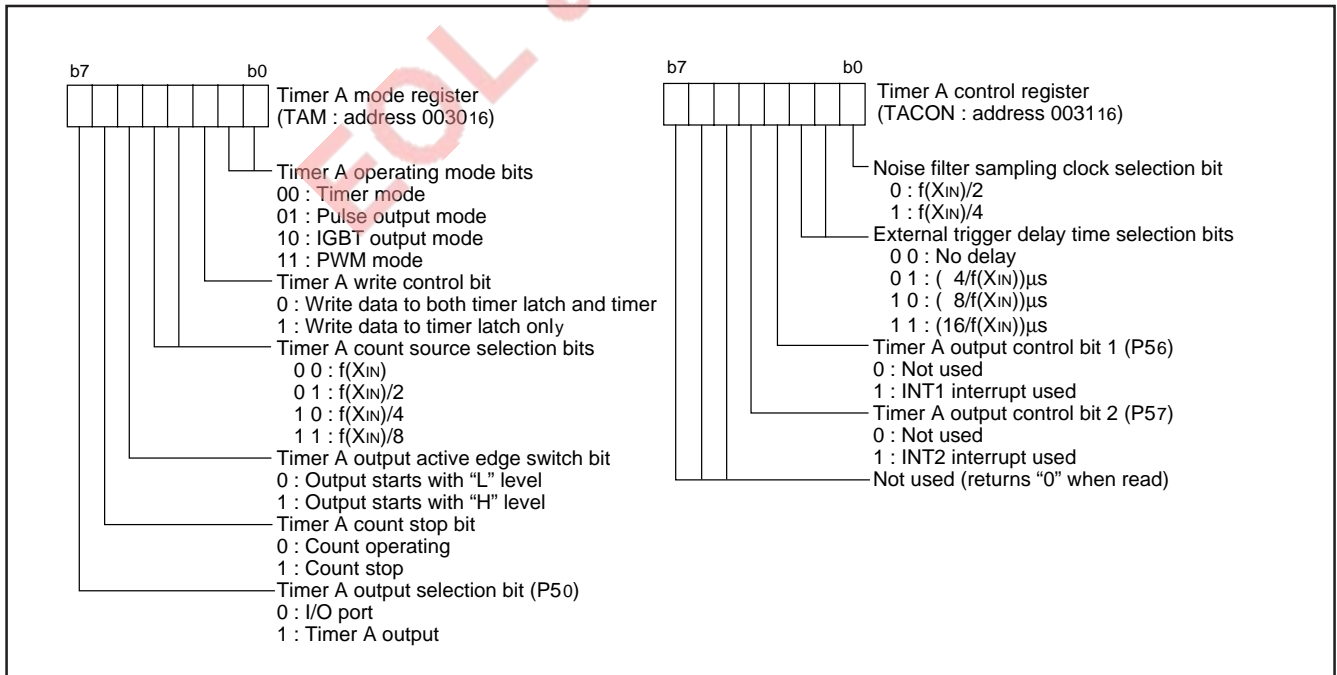 EOL
b7 b0
Timer A mode register
(TAM : address 003016)
Timer A operating mode bits
00 : Timer mode
01 : Pulse output mode
10 : IGBT output mode
11 : PWM mode
Timer A write control bit
0 : Write data to both timer latch and timer
1 : Write data to timer latch only
Timer A count source selection bits
0 0 : f(XIN)
0 1 : f(XIN)/2
1 0 : f(XIN)/4
1 1 : f(XIN)/8
Timer A output active edge switch bit
0 : Output starts with “L” level
1 : Output starts with “H” level
Timer A count stop bit
0 : Count operating
1 : Count stop
Timer A output selection bit (P50)
0 : I/O port
1 : Timer A output
b7 b0
Timer A control register
(TACON : address 003116)
Noise filter sampling clock selection bit
0 : f(XIN)/2
1 : f(XIN)/4
External trigger delay time selection bits
0 0 : No delay
0 1 : ( 4/f(XIN))μs
1 0 : ( 8/f(XIN))μs
1 1 : (16/f(XIN))μs
Timer A output control bit 1 (P56)
0 : Not used
1 : INT1 interrupt used
Timer A output control bit 2 (P57)
0 : Not used
1 : INT2 interrupt used
Not used (returns “0” when read)